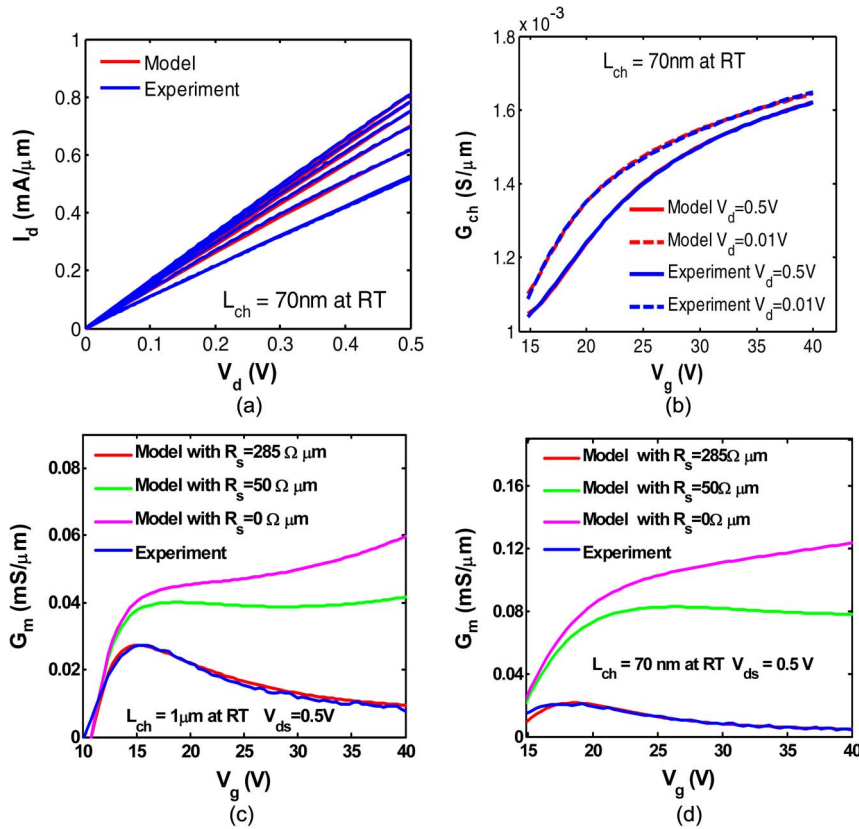 1
0.8
0.6
0.4
0.2
0
I_d (mA/μm)
Model
Experiment
L_ch = 70nm at RT
0 0.1 0.2 0.3 0.4 0.5
V_d (V)
(a)
x 10^-3
1.8
1.6
1.4
1.2
1
G_ch (S/μm)
L_ch = 70nm at RT
Model V_d=0.5V
Model V_d=0.01V
Experiment V_d=0.5V
Experiment V_d=0.01V
15 20 25 30 35 40
V_g (V)
(b)
0.08
0.06
0.04
0.02
0
G_m (mS/μm)
Model with R_s=285 Ω μm
Model with R_s=50 Ω μm
Model with R_s=0 Ω μm
Experiment
L_ch = 1μm at RT V_ds=0.5V
10 15 20 25 30 35 40
V_g (V)
(c)
0.16
0.12
0.08
0.04
0
G_m (mS/μm)
Model with R_s=285Ω μm
Model with R_s=50Ω μm
Model with R_s=0Ω μm
Experiment
L_ch = 70 nm at RT V_ds = 0.5 V
15 20 25 30 35 40
V_g (V)
(d)